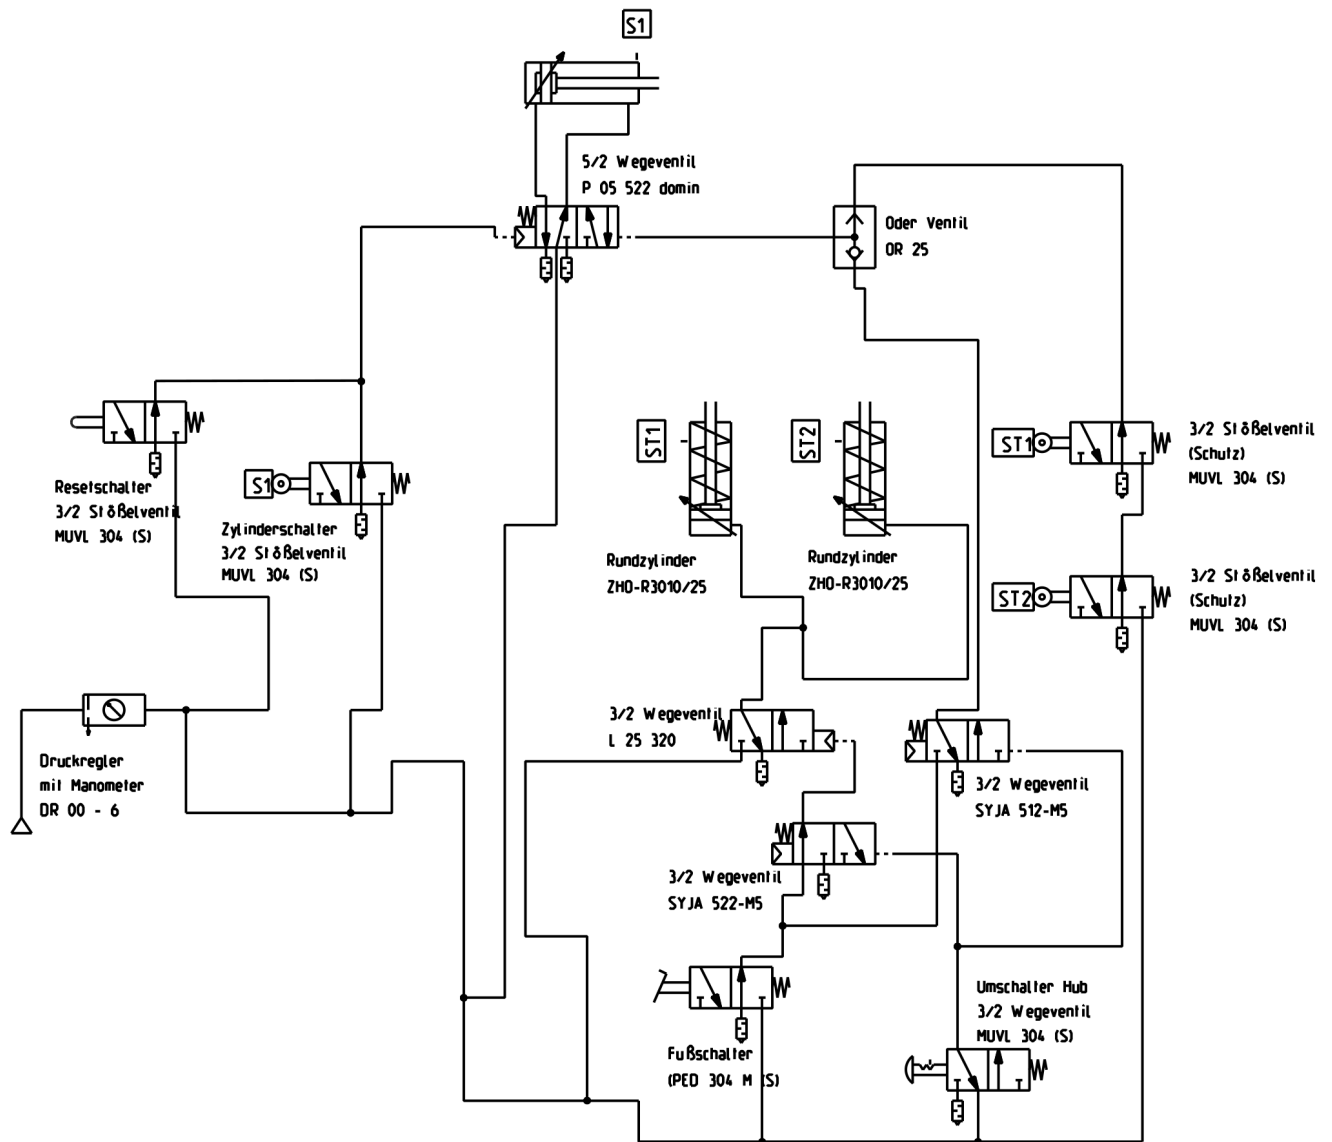 S1
5/2 Wegeventil
P 05 522 domin
Oder Ventil
OR 25
Resetschalter
3/2 Stößelventil
MUVL 304 (S)
S1
Zylinderschalter
3/2 Stößelventil
MUVL 304 (S)
ST1
ST2
Rundzylinder
ZHO-R3010/25
Rundzylinder
ZHO-R3010/25
ST1
3/2 Stößelventil
(Schutz)
MUVL 304 (S)
ST2
3/2 Stößelventil
(Schutz)
MUVL 304 (S)
Druckregler
mit Manometer
DR 00 - 6
3/2 Wegeventil
L 25 320
3/2 Wegeventil
SYJA 512-M5
3/2 Wegeventil
SYJA 522-M5
Fußschalter
(PED 304 M (S)
Umschalter Hub
3/2 Wegeventil
MUVL 304 (S)